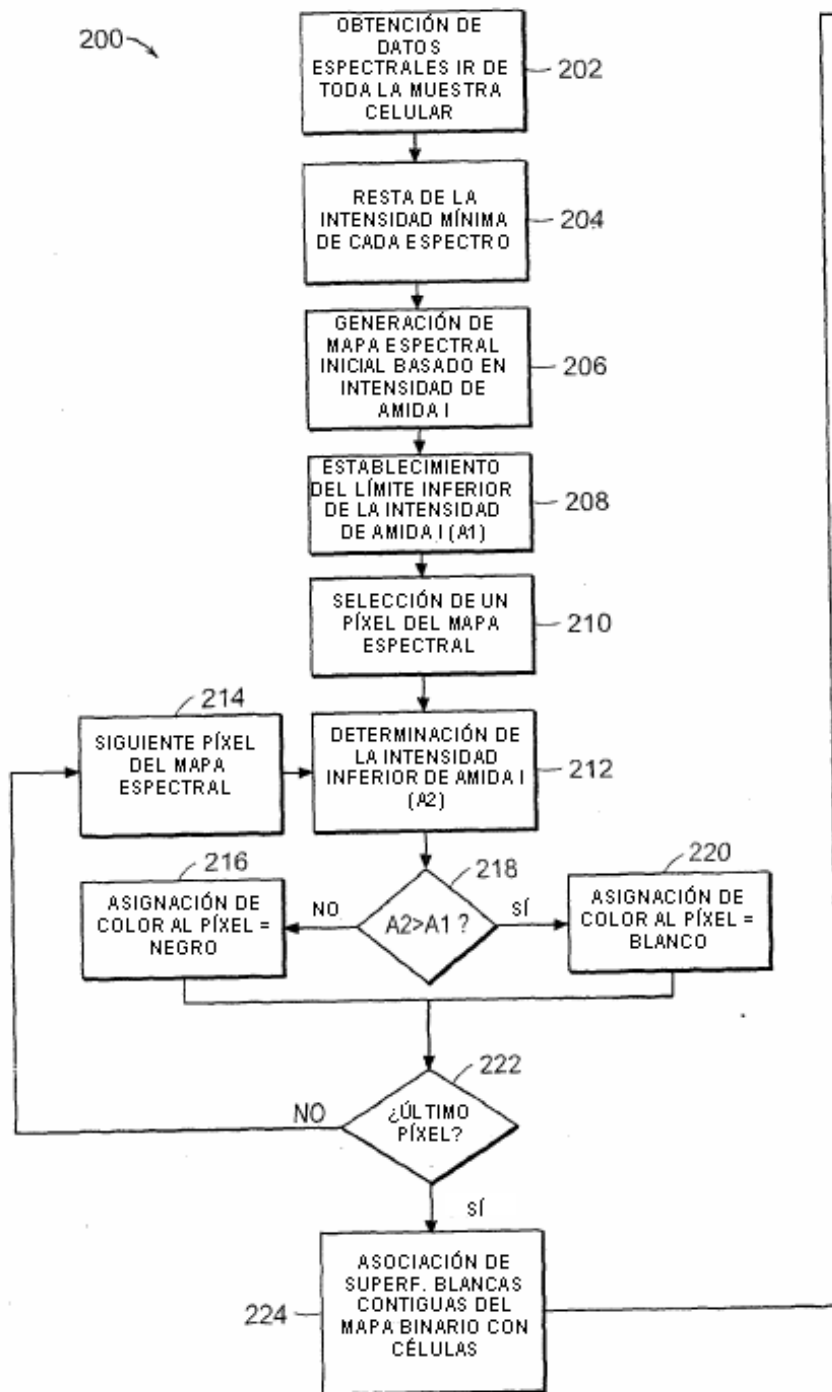 200
OBTENCIÓN DE
DATOS
ESPECTRALES IR DE
TODA LA MUESTRA
CELULAR
202
RESTA DE LA
INTENSIDAD MÍNIMA
DE CADA ESPECTRO
204
GENERACIÓN DE
MAPA ESPECTRAL
INICIAL BASADO EN
INTENSIDAD DE
AMIDA I
206
ESTABLECIMIENTO
DEL LÍMITE INFERIOR
DE LA INTENSIDAD
DE AMIDA I (A1)
208
SELECCIÓN DE UN
PÍXEL DEL MAPA
ESPECTRAL
210
214
SIGUIENTE PÍXEL
DEL MAPA
ESPECTRAL
DETERMINACIÓN DE
LA INTENSIDAD
INFERIOR DE AMIDA I
(A2)
212
216
ASIGNACIÓN DE
COLOR AL PÍXEL =
NEGRO
NO
218
A2>A1 ?
SÍ
220
ASIGNACIÓN DE
COLOR AL PÍXEL =
BLANCO
222
NO
¿ÚLTIMO
PÍXEL?
SÍ
224
ASOCIACIÓN DE
SUPERF. BLANCAS
CONTIGUAS DEL
MAPA BINARIO CON
CÉLULAS